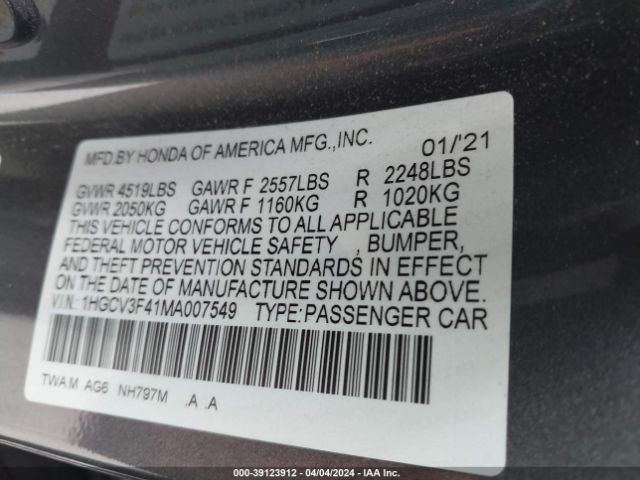 MFD.BY HONDA OF AMERICA MFG.,INC. 01/'21
GVWR 4519LBS GAWR F 2557LBS R 2248LBS
GVWR 2050KG GAWR F 1160KG R 1020KG
THIS VEHICLE CONFORMS TO ALL APPLICABLE
FEDERAL MOTOR VEHICLE SAFETY , BUMPER,
AND THEFT PREVENTION STANDARDS IN EFFECT
ON THE DATE OF MANUFACTURE SHOWN ABOVE.
V.I.N.: 1HGCV3F41MA007549 TYPE:PASSENGER CAR
TWA M AG6 NH797M .A .A
000-39123912 - 04/04/2024 - IAA Inc.